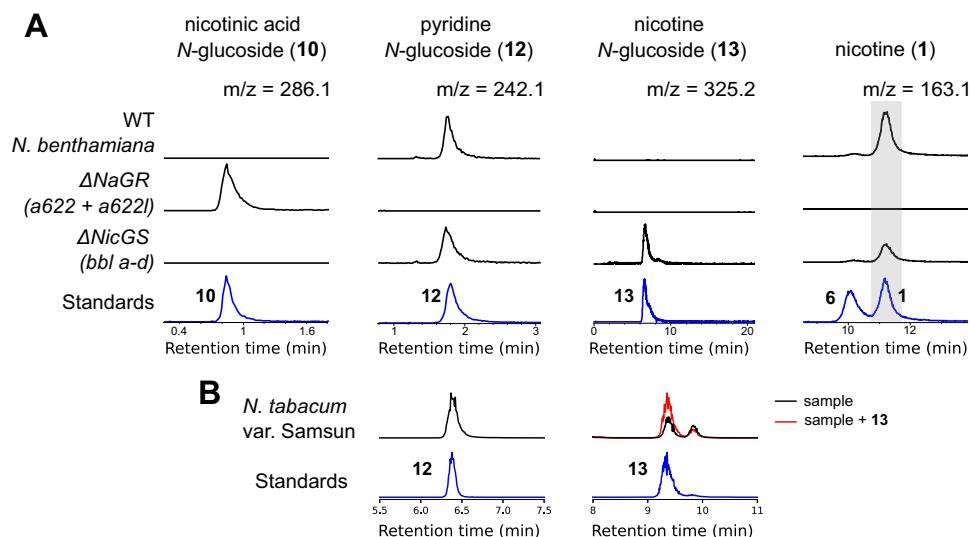 A
nicotinic acid
N-glucoside (10)
pyridine
N-glucoside (12)
nicotine
N-glucoside (13)
nicotine (1)
m/z = 286.1
m/z = 242.1
m/z = 325.2
m/z = 163.1
WT
N. benthamiana
ΔNaGR
(a622 + a622l)
ΔNicGS
(bbl a-d)
Standards
10
12
13
6
1
0.4 1 1.6
1 2 3
0 10 20
10 12
Retention time (min)
Retention time (min)
Retention time (min)
Retention time (min)
B
N. tabacum
var. Samsun
sample
sample + 13
Standards
12
13
5.5 6.0 6.5 7.0 7.5
8 9 10 11
Retention time (min)
Retention time (min)